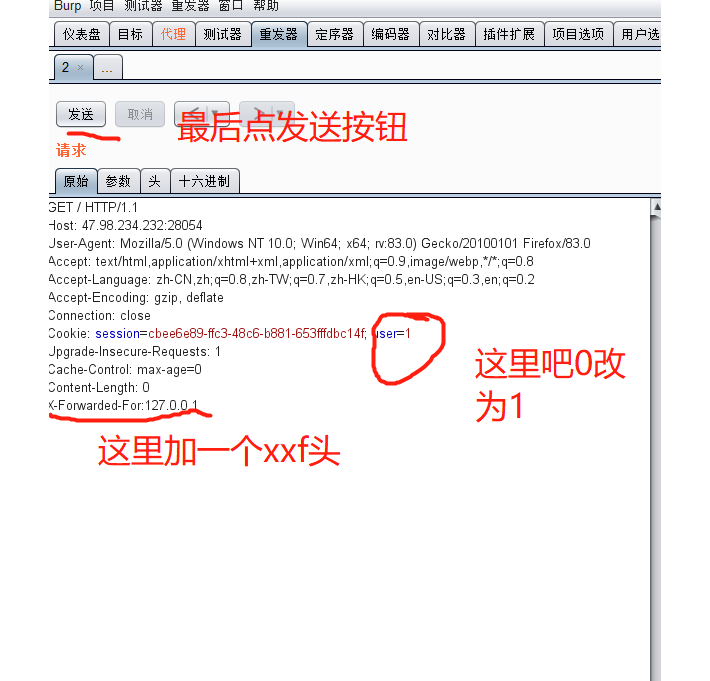 Burp 项目 测试器 重发器 窗口 帮助
仪表盘 目标 代理 测试器 重发器 定序器 编码器 对比器 插件扩展 项目选项 用户选
2 × ...
发送 取消 < ▼ > ▼
最后点发送按钮
请求
原始 参数 头 十六进制
GET / HTTP/1.1
Host: 47.98.234.232:28054
User-Agent: Mozilla/5.0 (Windows NT 10.0; Win64; x64; rv:83.0) Gecko/20100101 Firefox/83.0
Accept: text/html,application/xhtml+xml,application/xml;q=0.9,image/webp,*/*;q=0.8
Accept-Language: zh-CN,zh;q=0.8,zh-TW;q=0.7,zh-HK;q=0.5,en-US;q=0.3,en;q=0.2
Accept-Encoding: gzip, deflate
Connection: close
Cookie: session=cbee6e89-ffc3-48c6-b881-653fffdbc14f; user=1
Upgrade-Insecure-Requests: 1
Cache-Control: max-age=0
Content-Length: 0
X-Forwarded-For:127.0.0.1
这里吧0改
为1
这里加一个xxf头